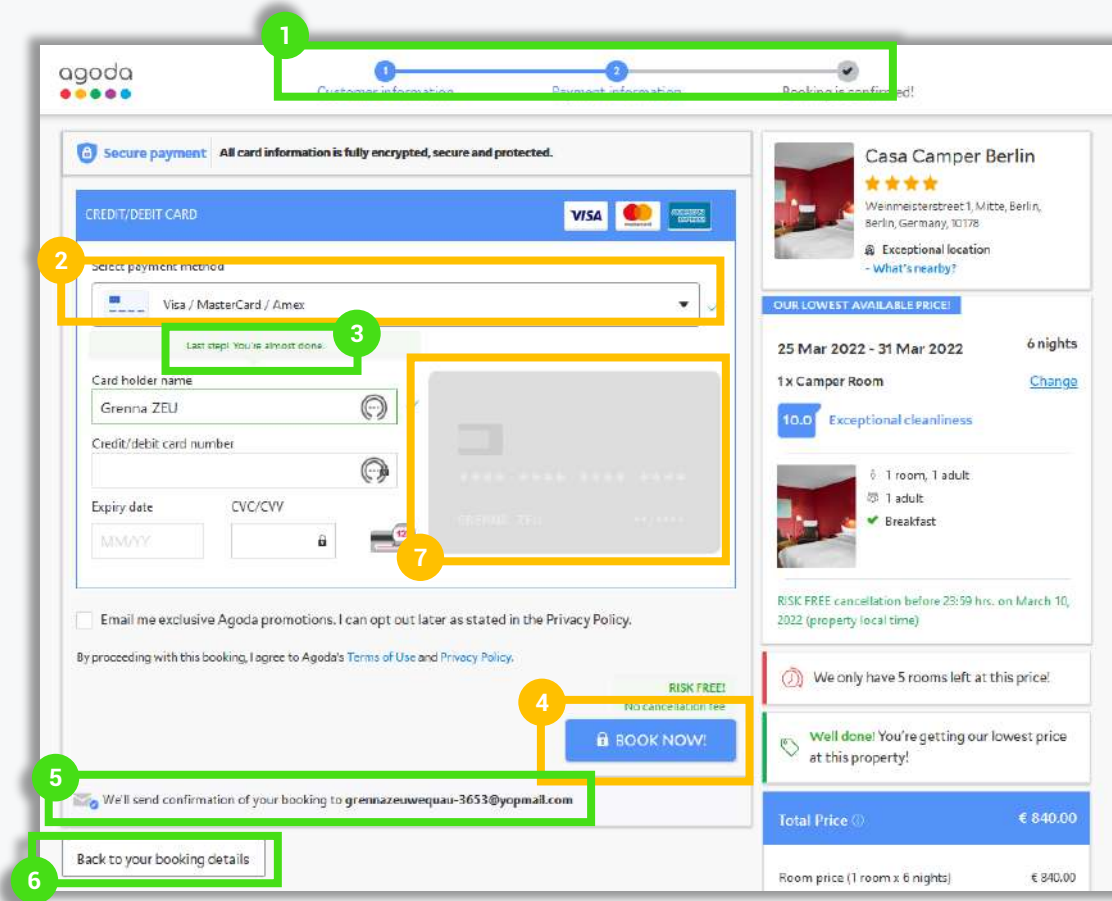 1
agoda
1
2
Customer information
Payment information
Booking is confirmed!
Secure payment
All card information is fully encrypted, secure and protected.
CREDIT/DEBIT CARD
VISA
mastercard
AMERICAN EXPRESS
2
Select payment method
Visa / MasterCard / Amex
3
Last step! You're almost done.
Card holder name
Grenna ZEU
Credit/debit card number
Expiry date
CVC/CVV
MM/YY
7
GRENNA ZEU
Email me exclusive Agoda promotions. I can opt out later as stated in the Privacy Policy.
By proceeding with this booking, I agree to Agoda's Terms of Use and Privacy Policy.
RISK FREE!
No cancellation fee
4
BOOK NOW!
5
We'll send confirmation of your booking to grennazeuwequau-3653@yopmail.com
Back to your booking details
6
Casa Camper Berlin
Weinmeisterstreet 1, Mitte, Berlin,
Berlin, Germany, 10178
Exceptional location
- What's nearby?
OUR LOWEST AVAILABLE PRICE!
25 Mar 2022 - 31 Mar 2022
6 nights
1 x Camper Room
Change
10.0
Exceptional cleanliness
1 room, 1 adult
1 adult
Breakfast
RISK FREE cancellation before 23:59 hrs. on March 10,
2022 (property local time)
We only have 5 rooms left at this price!
Well done! You're getting our lowest price
at this property!
Total Price
€ 840.00
Room price (1 room x 6 nights)
€ 840.00